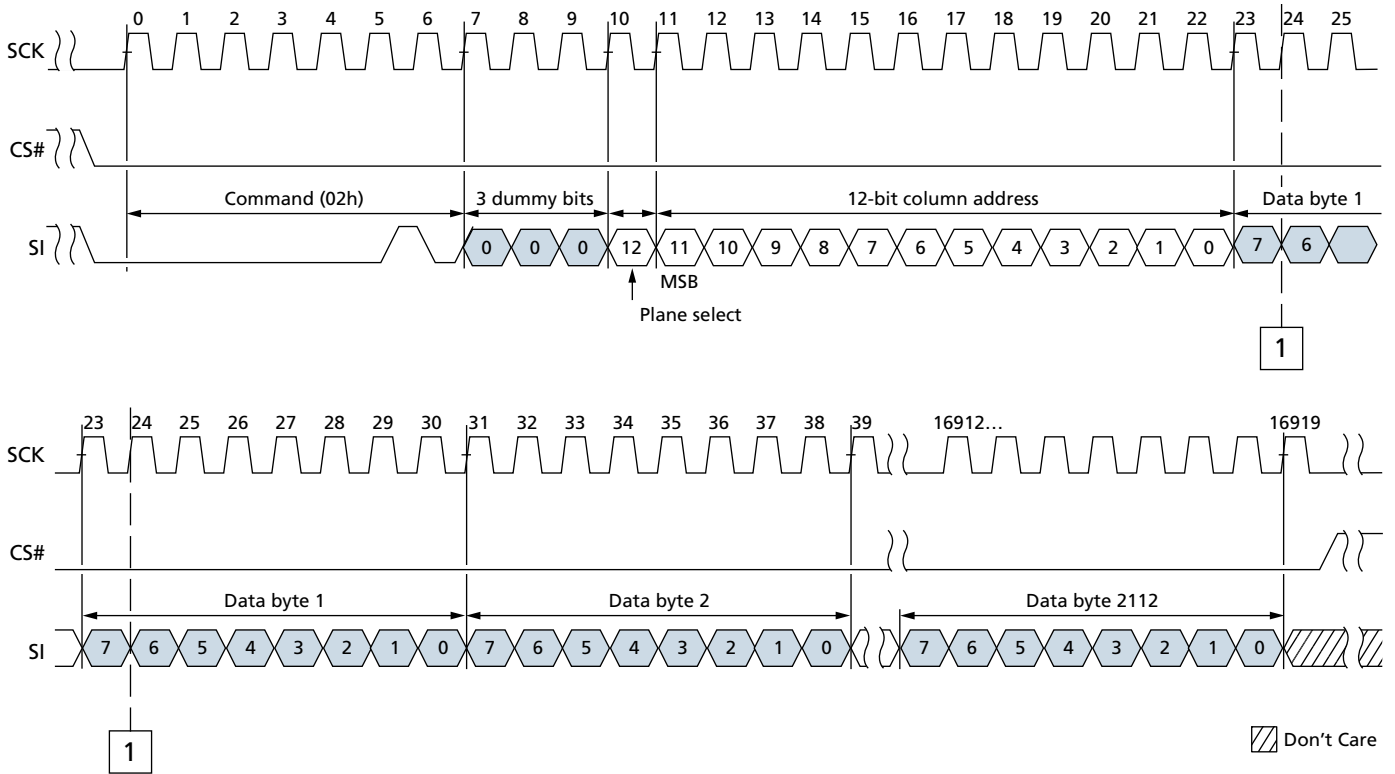 0 1 2 3 4 5 6 7 8 9 10 11 12 13 14 15 16 17 18 19 20 21 22 23 24 25
SCK
CS#
Command (02h) 3 dummy bits 12-bit column address Data byte 1
SI 0 0 0 12 11 10 9 8 7 6 5 4 3 2 1 0 7 6
MSB
Plane select
1
23 24 25 26 27 28 29 30 31 32 33 34 35 36 37 38 39 16912... 16919
SCK
CS#
Data byte 1 Data byte 2 Data byte 2112
SI 7 6 5 4 3 2 1 0 7 6 5 4 3 2 1 0 7 6 5 4 3 2 1 0
1
Don't Care